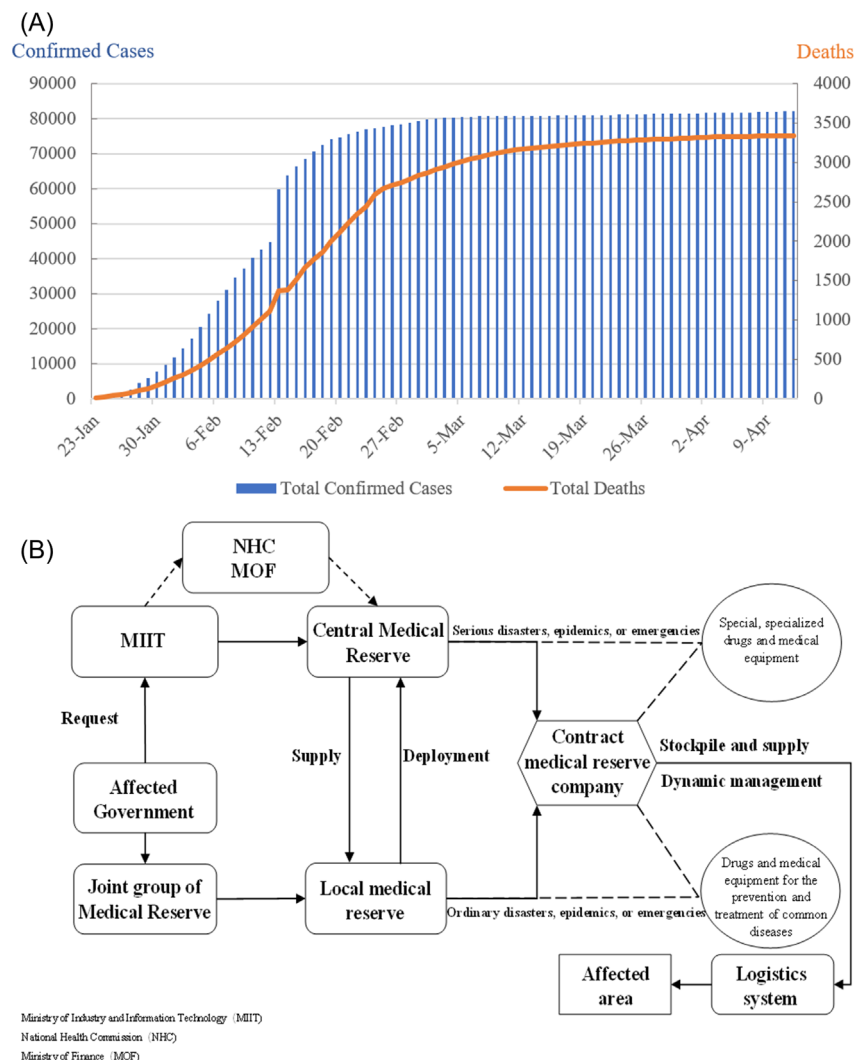 (A)
Confirmed Cases
Deaths
90000
80000
70000
60000
50000
40000
30000
20000
10000
0
4000
3500
3000
2500
2000
1500
1000
500
0
23-Jan
30-Jan
6-Feb
13-Feb
20-Feb
27-Feb
5-Mar
12-Mar
19-Mar
26-Mar
2-Apr
9-Apr
Total Confirmed Cases
Total Deaths
(B)
NHC
MOF
MIIT
Central Medical
Reserve
Serious disasters, epidemics, or emergencies
Special, specialized
drugs and medical
equipment
Request
Supply
Deployment
Contract
medical reserve
company
Stockpile and supply
Dynamic management
Affected
Government
Joint group of
Medical Reserve
Local medical
reserve
Ordinary disasters, epidemics, or emergencies
Drugs and medical
equipment for the
prevention and
treatment of common
diseases
Affected
area
Logistics
system
Ministry of Industry and Information Technology (MIIT)
National Health Commission (NHC)
Ministry of Finance (MOF)